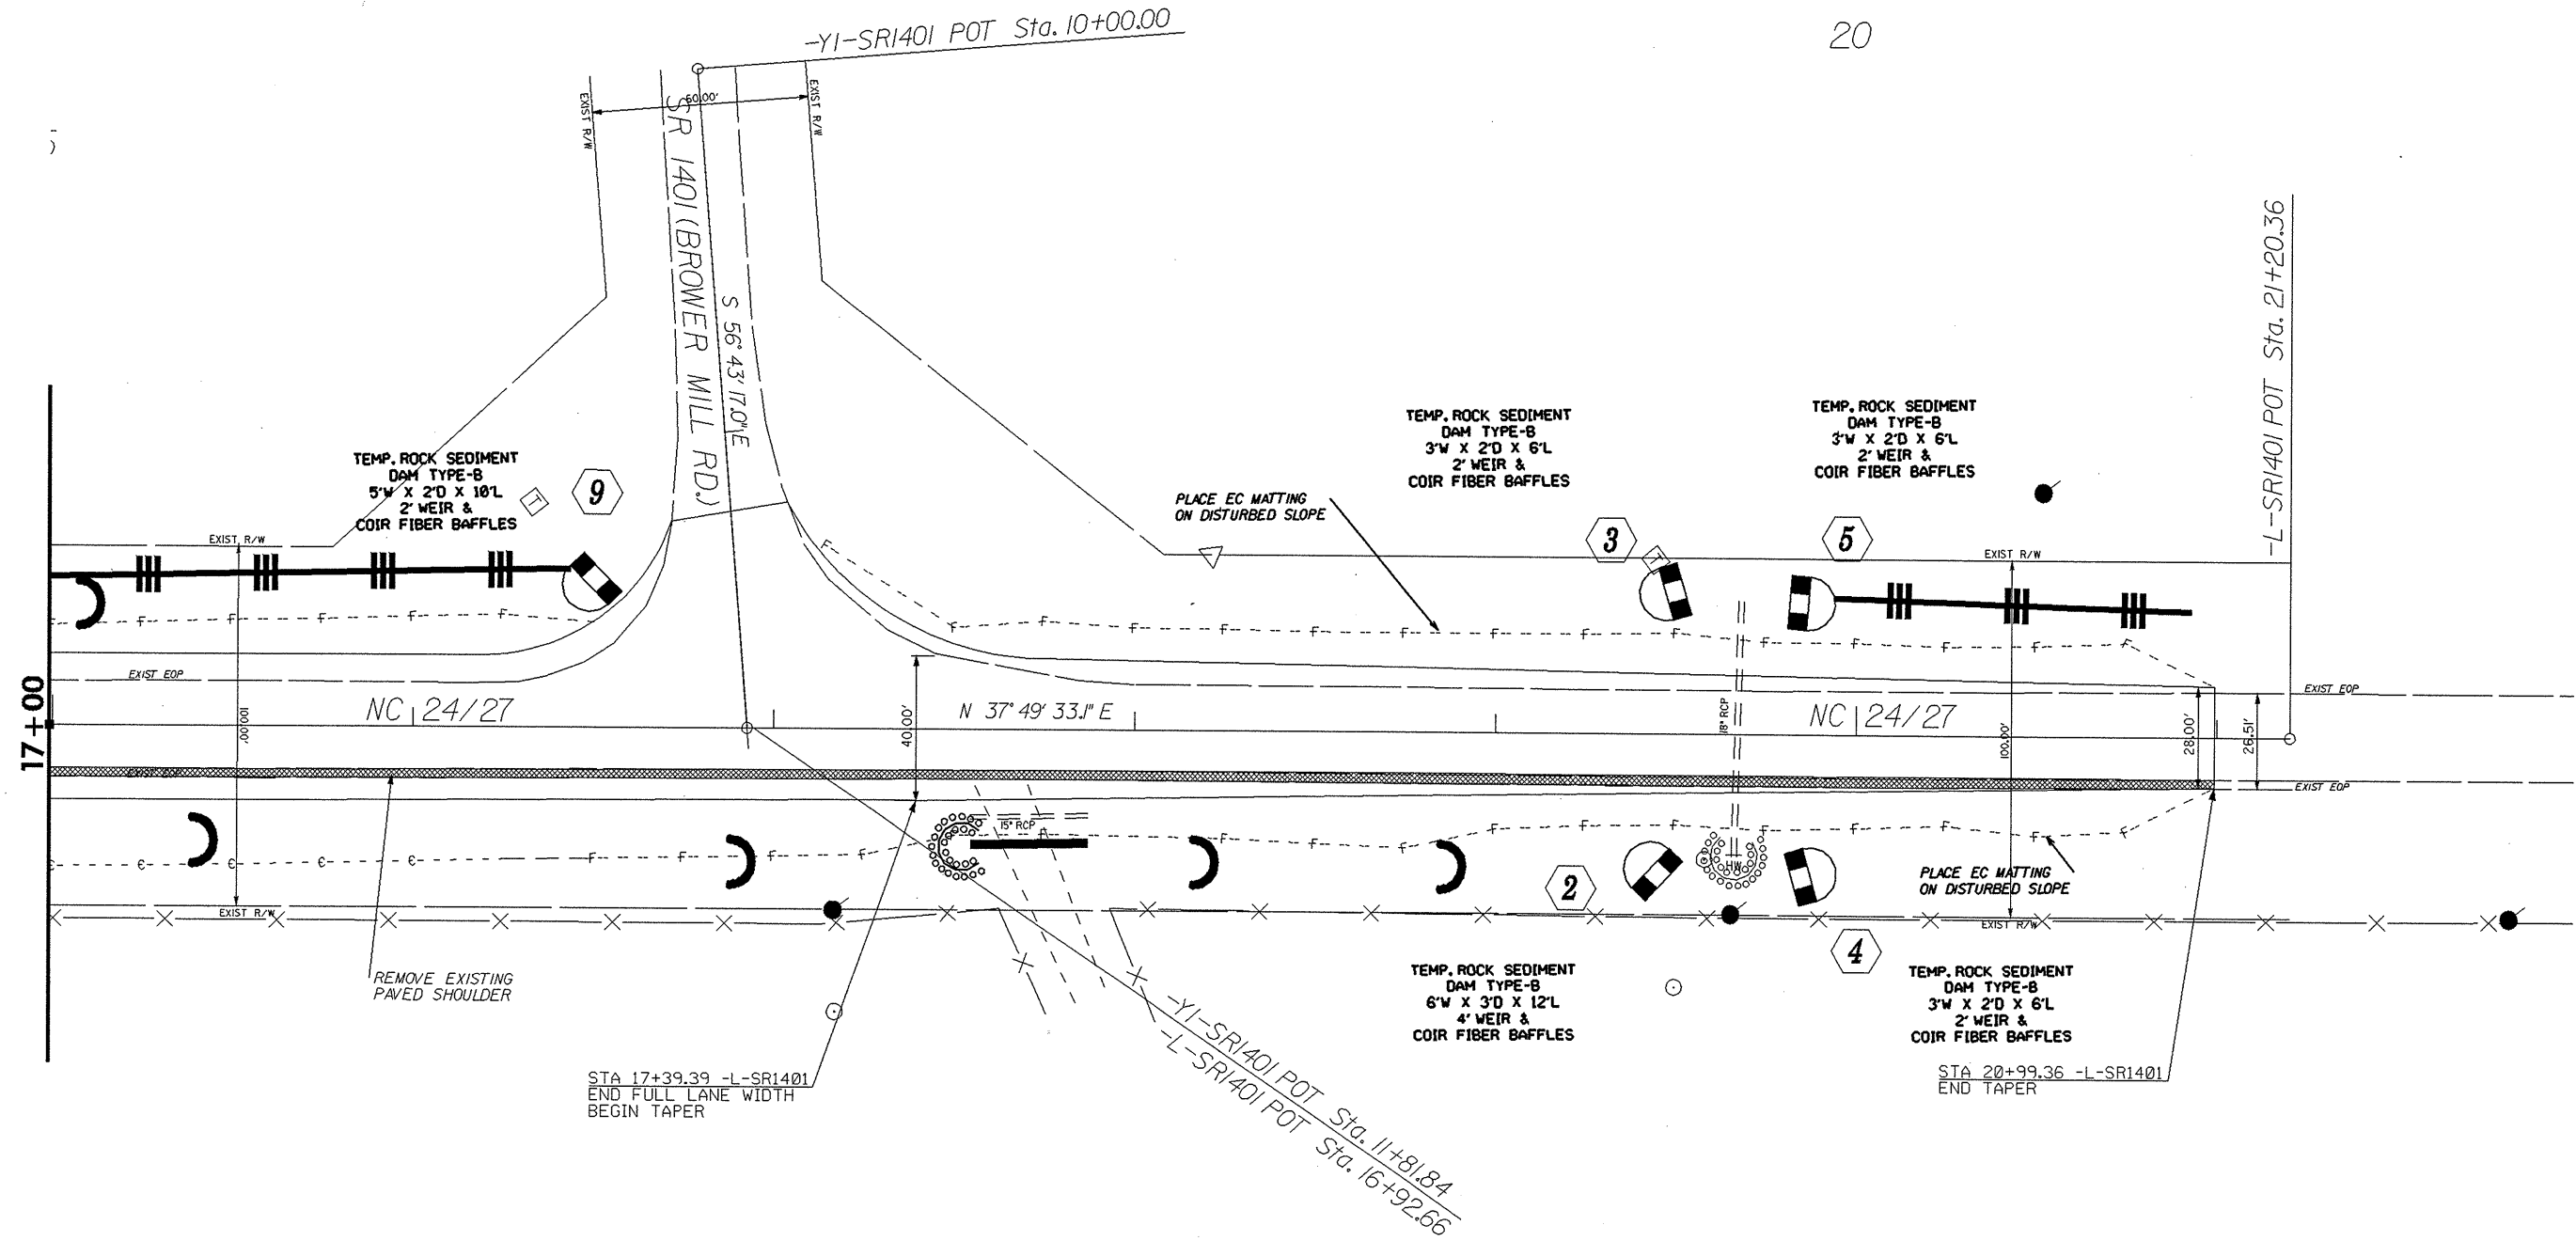 -Y1-SR1401 POT Sta. 10+00.00
20
60.00'
EXIST R/W
EXIST R/W
SR 1401 (BROWER MILL RD.)
S 56° 43' 17.0" E
-L-SR1401 POT Sta. 21+20.36
TEMP. ROCK SEDIMENT
DAM TYPE-B
5'W X 2'D X 10'L
2' WEIR &
COIR FIBER BAFFLES
T
9
TEMP. ROCK SEDIMENT
DAM TYPE-B
3'W X 2'D X 6'L
2' WEIR &
COIR FIBER BAFFLES
TEMP. ROCK SEDIMENT
DAM TYPE-B
3'W X 2'D X 6'L
2' WEIR &
COIR FIBER BAFFLES
PLACE EC MATTING
ON DISTURBED SLOPE
3
T
5
EXIST R/W
EXIST R/W
EXIST EOP
EXIST EOP
17+00
NC 24/27
100.00'
40.00'
N 37° 49' 33.1" E
18" RCP
NC 24/27
100.00'
28.00'
26.51'
EXIST EOP
EXIST EOP
15" RCP
HW
2
PLACE EC MATTING
ON DISTURBED SLOPE
EXIST R/W
EXIST R/W
4
REMOVE EXISTING
PAVED SHOULDER
TEMP. ROCK SEDIMENT
DAM TYPE-B
6'W X 3'D X 12'L
4' WEIR &
COIR FIBER BAFFLES
TEMP. ROCK SEDIMENT
DAM TYPE-B
3'W X 2'D X 6'L
2' WEIR &
COIR FIBER BAFFLES
STA 17+39.39 -L-SR1401
END FULL LANE WIDTH
BEGIN TAPER
-Y1-SR1401 POT Sta. 11+81.84
-L-SR1401 POT Sta. 16+92.66
STA 20+99.36 -L-SR1401
END TAPER